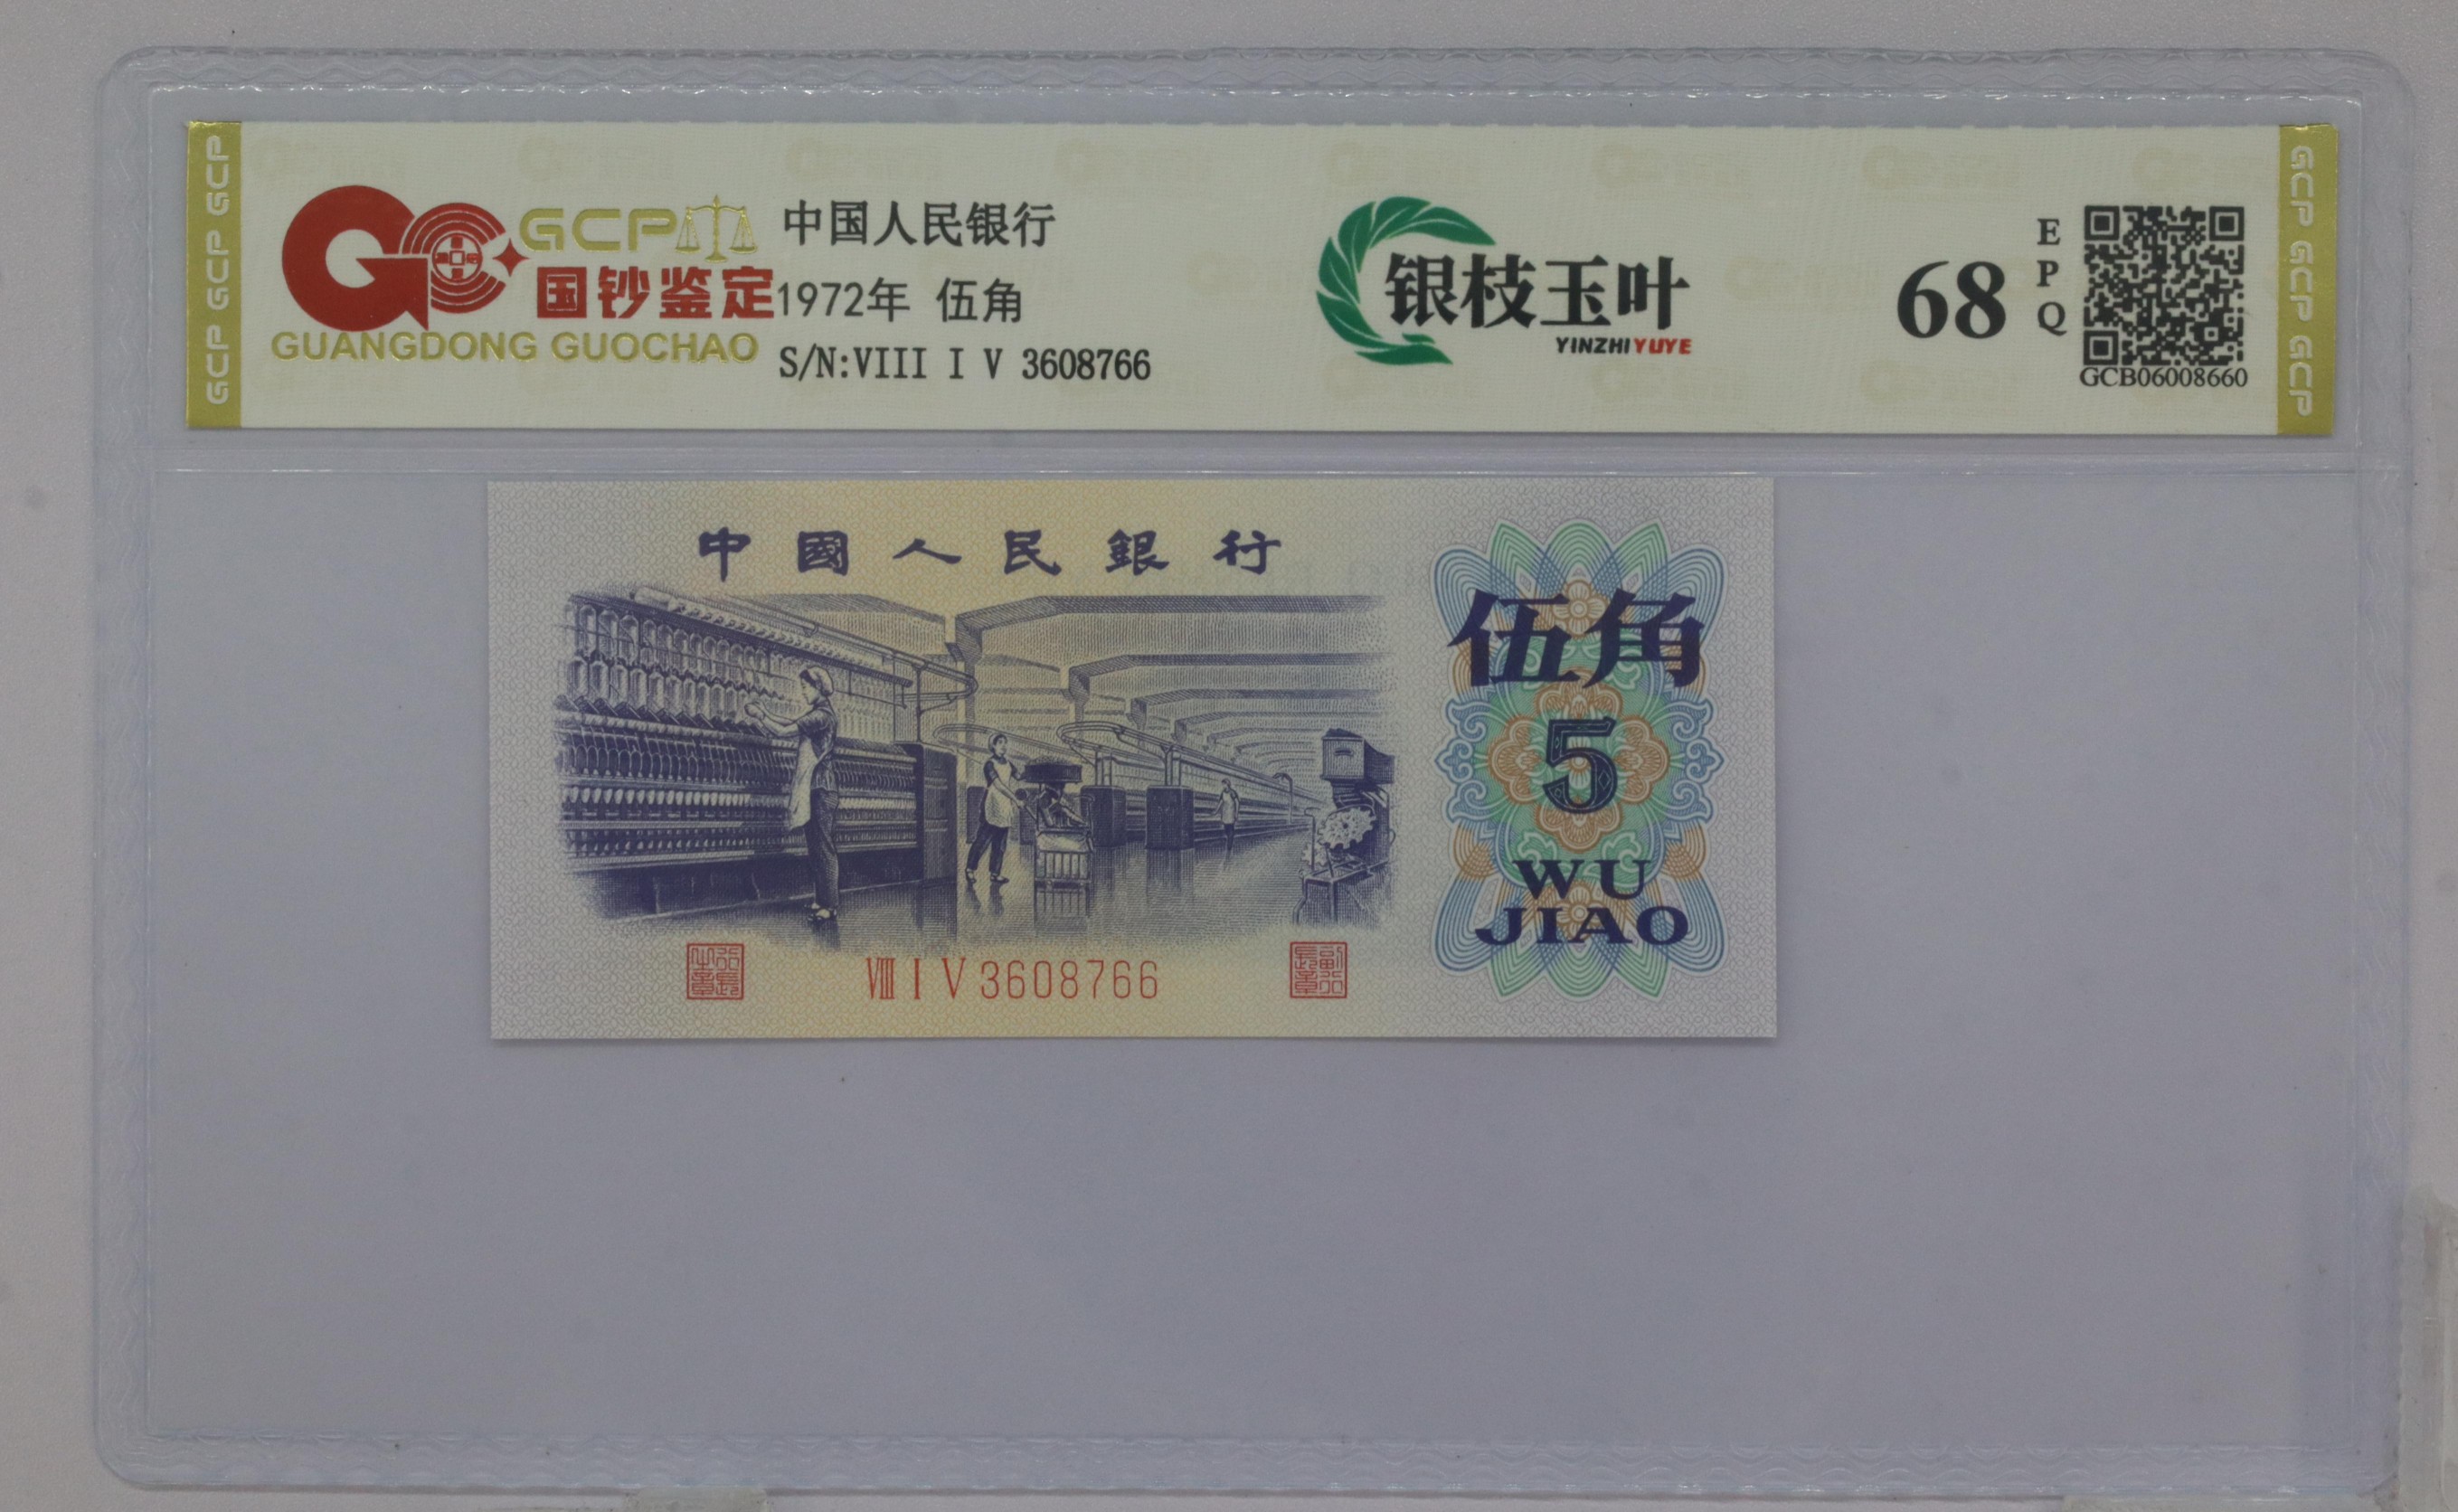 GCP GCP GCP
GCP
国钞鉴定
GUANGDONG GUOCHAO
中国人民银行
1972年 伍角
S/N:VIII I V 3608766
银枝玉叶
YINZHIYUYE
68
E
P
Q
GCB06008660
GCP GCP GCP
中國人民銀行
伍角
5
WU
JIAO
VIII I V 3608766